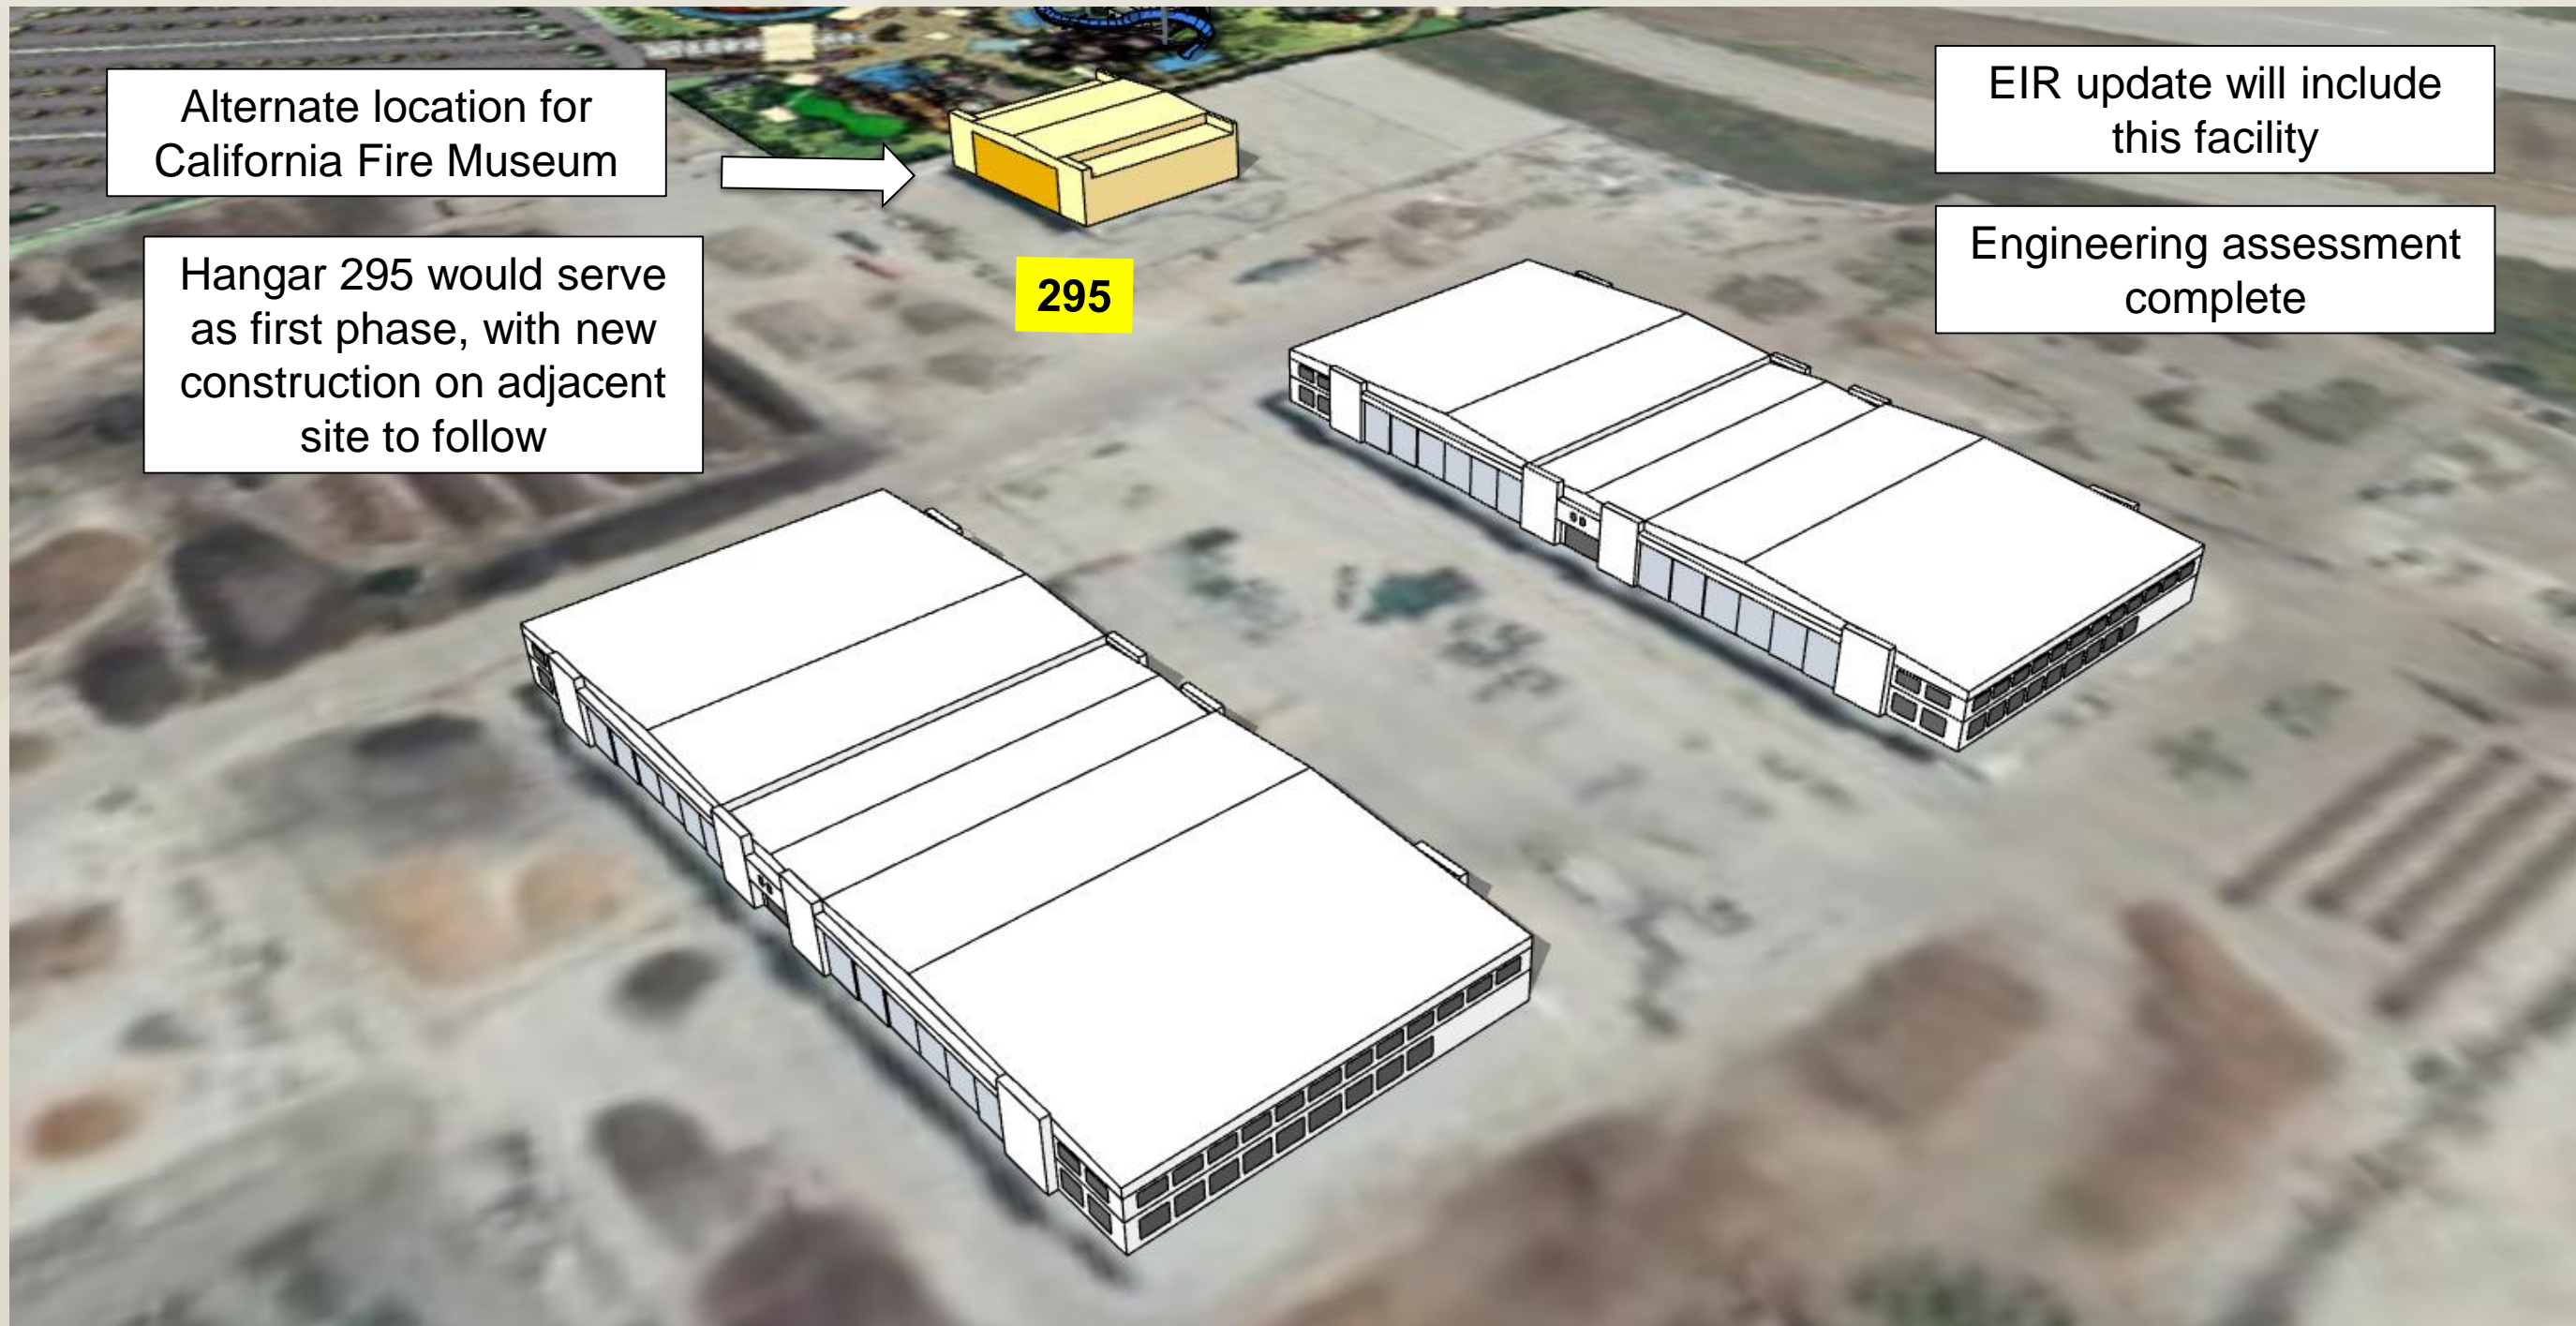 Alternate location for
California Fire Museum
Hangar 295 would serve
as first phase, with new
construction on adjacent
site to follow
295
EIR update will include
this facility
Engineering assessment
complete